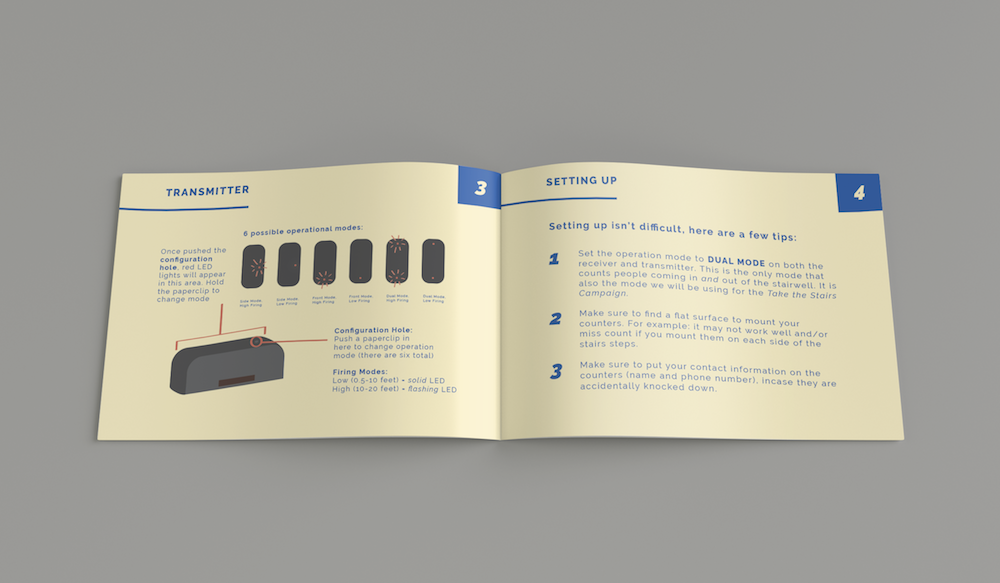 TRANSMITTER
3
6 possible operational modes:
Once pushed the
configuration
hole, red LED
lights will appear
in this area. Hold
the paperclip to
change mode
Side Mode
High Firing
Side Mode
Low Firing
Front Mode
High Firing
Front Mode
Low Firing
Dual Mode
High Firing
Dual Mode
Low Firing
Configuration Hole:
Push a paperclip in
here to change operation
mode (there are six total)
Firing Modes:
Low (0.5-10 feet) - solid LED
High (10-20 feet) - flashing LED
SETTING UP
4
Setting up isn't difficult, here are a few tips:
1
Set the operation mode to DUAL MODE on both the
receiver and transmitter. This is the only mode that
counts people coming in and out of the stairwell. It is
also the mode we will be using for the Take the Stairs
Campaign.
2
Make sure to find a flat surface to mount your
counters. For example: it may not work well and/or
miss count if you mount them on each side of the
stairs steps.
3
Make sure to put your contact information on the
counters (name and phone number), incase they are
accidentally knocked down.